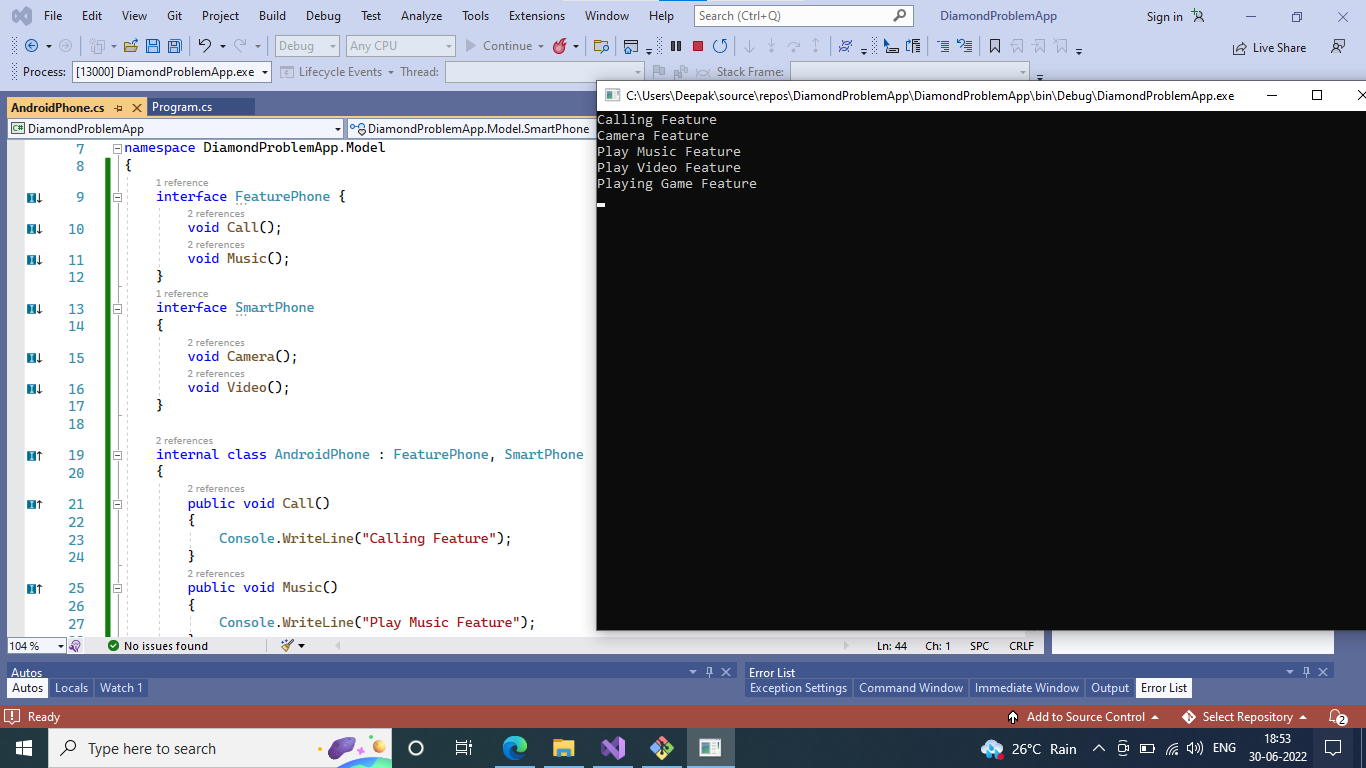 File Edit View Git Project Build Debug Test Analyze Tools Extensions Window Help Search (Ctrl+Q) DiamondProblemApp Sign in
Debug Any CPU Continue Live Share
Process: [13000] DiamondProblemApp.exe Lifecycle Events Thread: Stack Frame:
C:\Users\Deepak\source\repos\DiamondProblemApp\DiamondProblemApp\bin\Debug\DiamondProblemApp.exe
AndroidPhone.cs Program.cs
DiamondProblemApp DiamondProblemApp.Model.SmartPhone
Calling Feature
Camera Feature
Play Music Feature
Play Video Feature
Playing Game Feature
7 namespace DiamondProblemApp.Model
8 {
1 reference
9 interface FeaturePhone {
2 references
10 void Call();
2 references
11 void Music();
12 }
1 reference
13 interface SmartPhone
14 {
2 references
15 void Camera();
2 references
16 void Video();
17 }
18
2 references
19 internal class AndroidPhone : FeaturePhone, SmartPhone
20 {
2 references
21 public void Call()
22 {
23 Console.WriteLine("Calling Feature");
24 }
2 references
25 public void Music()
26 {
27 Console.WriteLine("Play Music Feature");
104 % No issues found Ln: 44 Ch: 1 SPC CRLF
Autos Error List
Autos Locals Watch 1 Exception Settings Command Window Immediate Window Output Error List
Ready Add to Source Control Select Repository 2
Type here to search 26°C Rain ENG 18:53
30-06-2022